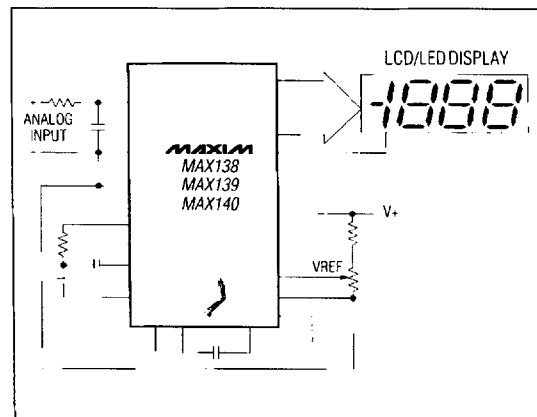 LCD/LED DISPLAY
-1888
+
ANALOG
INPUT
-
MAXIM
MAX138
MAX139
MAX140
V+
VREF